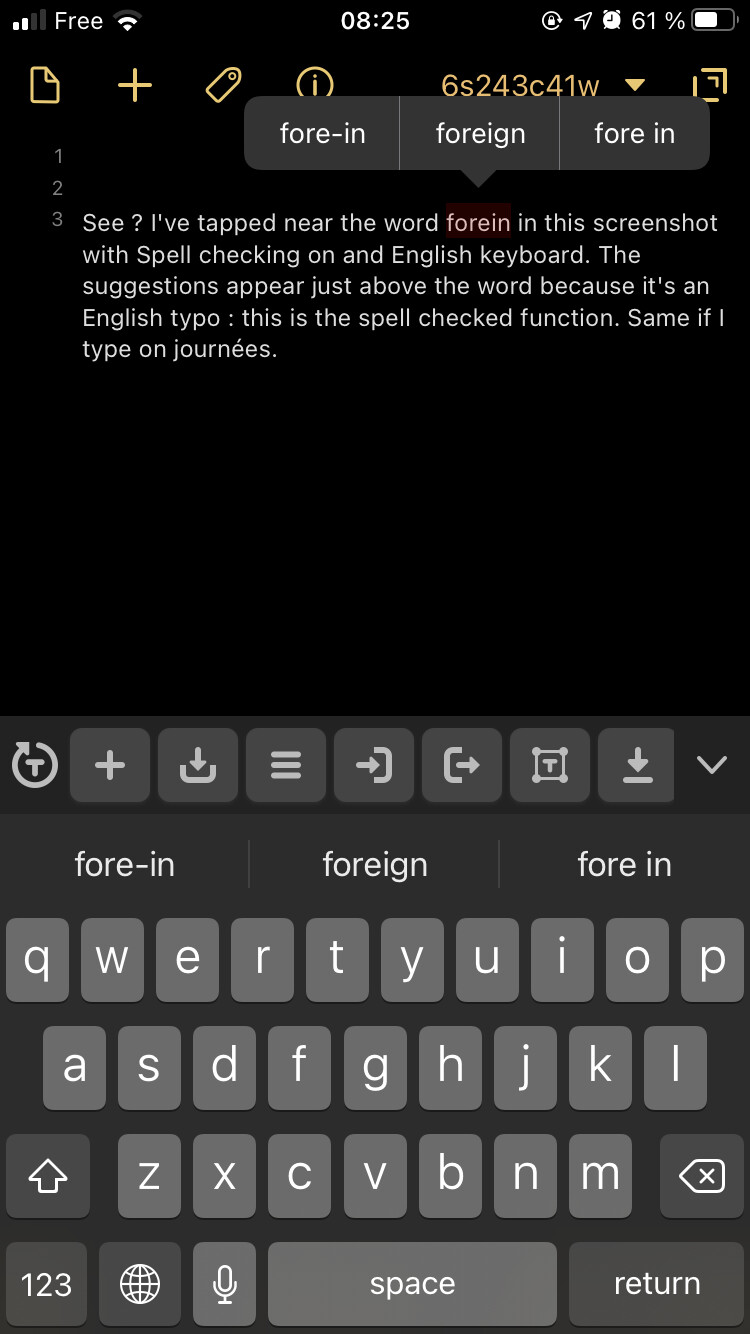 Free 08:25 61 %
6s243c41w
fore-in foreign fore in
1
2
3 See ? I've tapped near the word forein in this screenshot
with Spell checking on and English keyboard. The
suggestions appear just above the word because it's an
English typo : this is the spell checked function. Same if I
type on journées.
fore-in foreign fore in
q w e r t y u i o p
a s d f g h j k l
z x c v b n m
123 space return